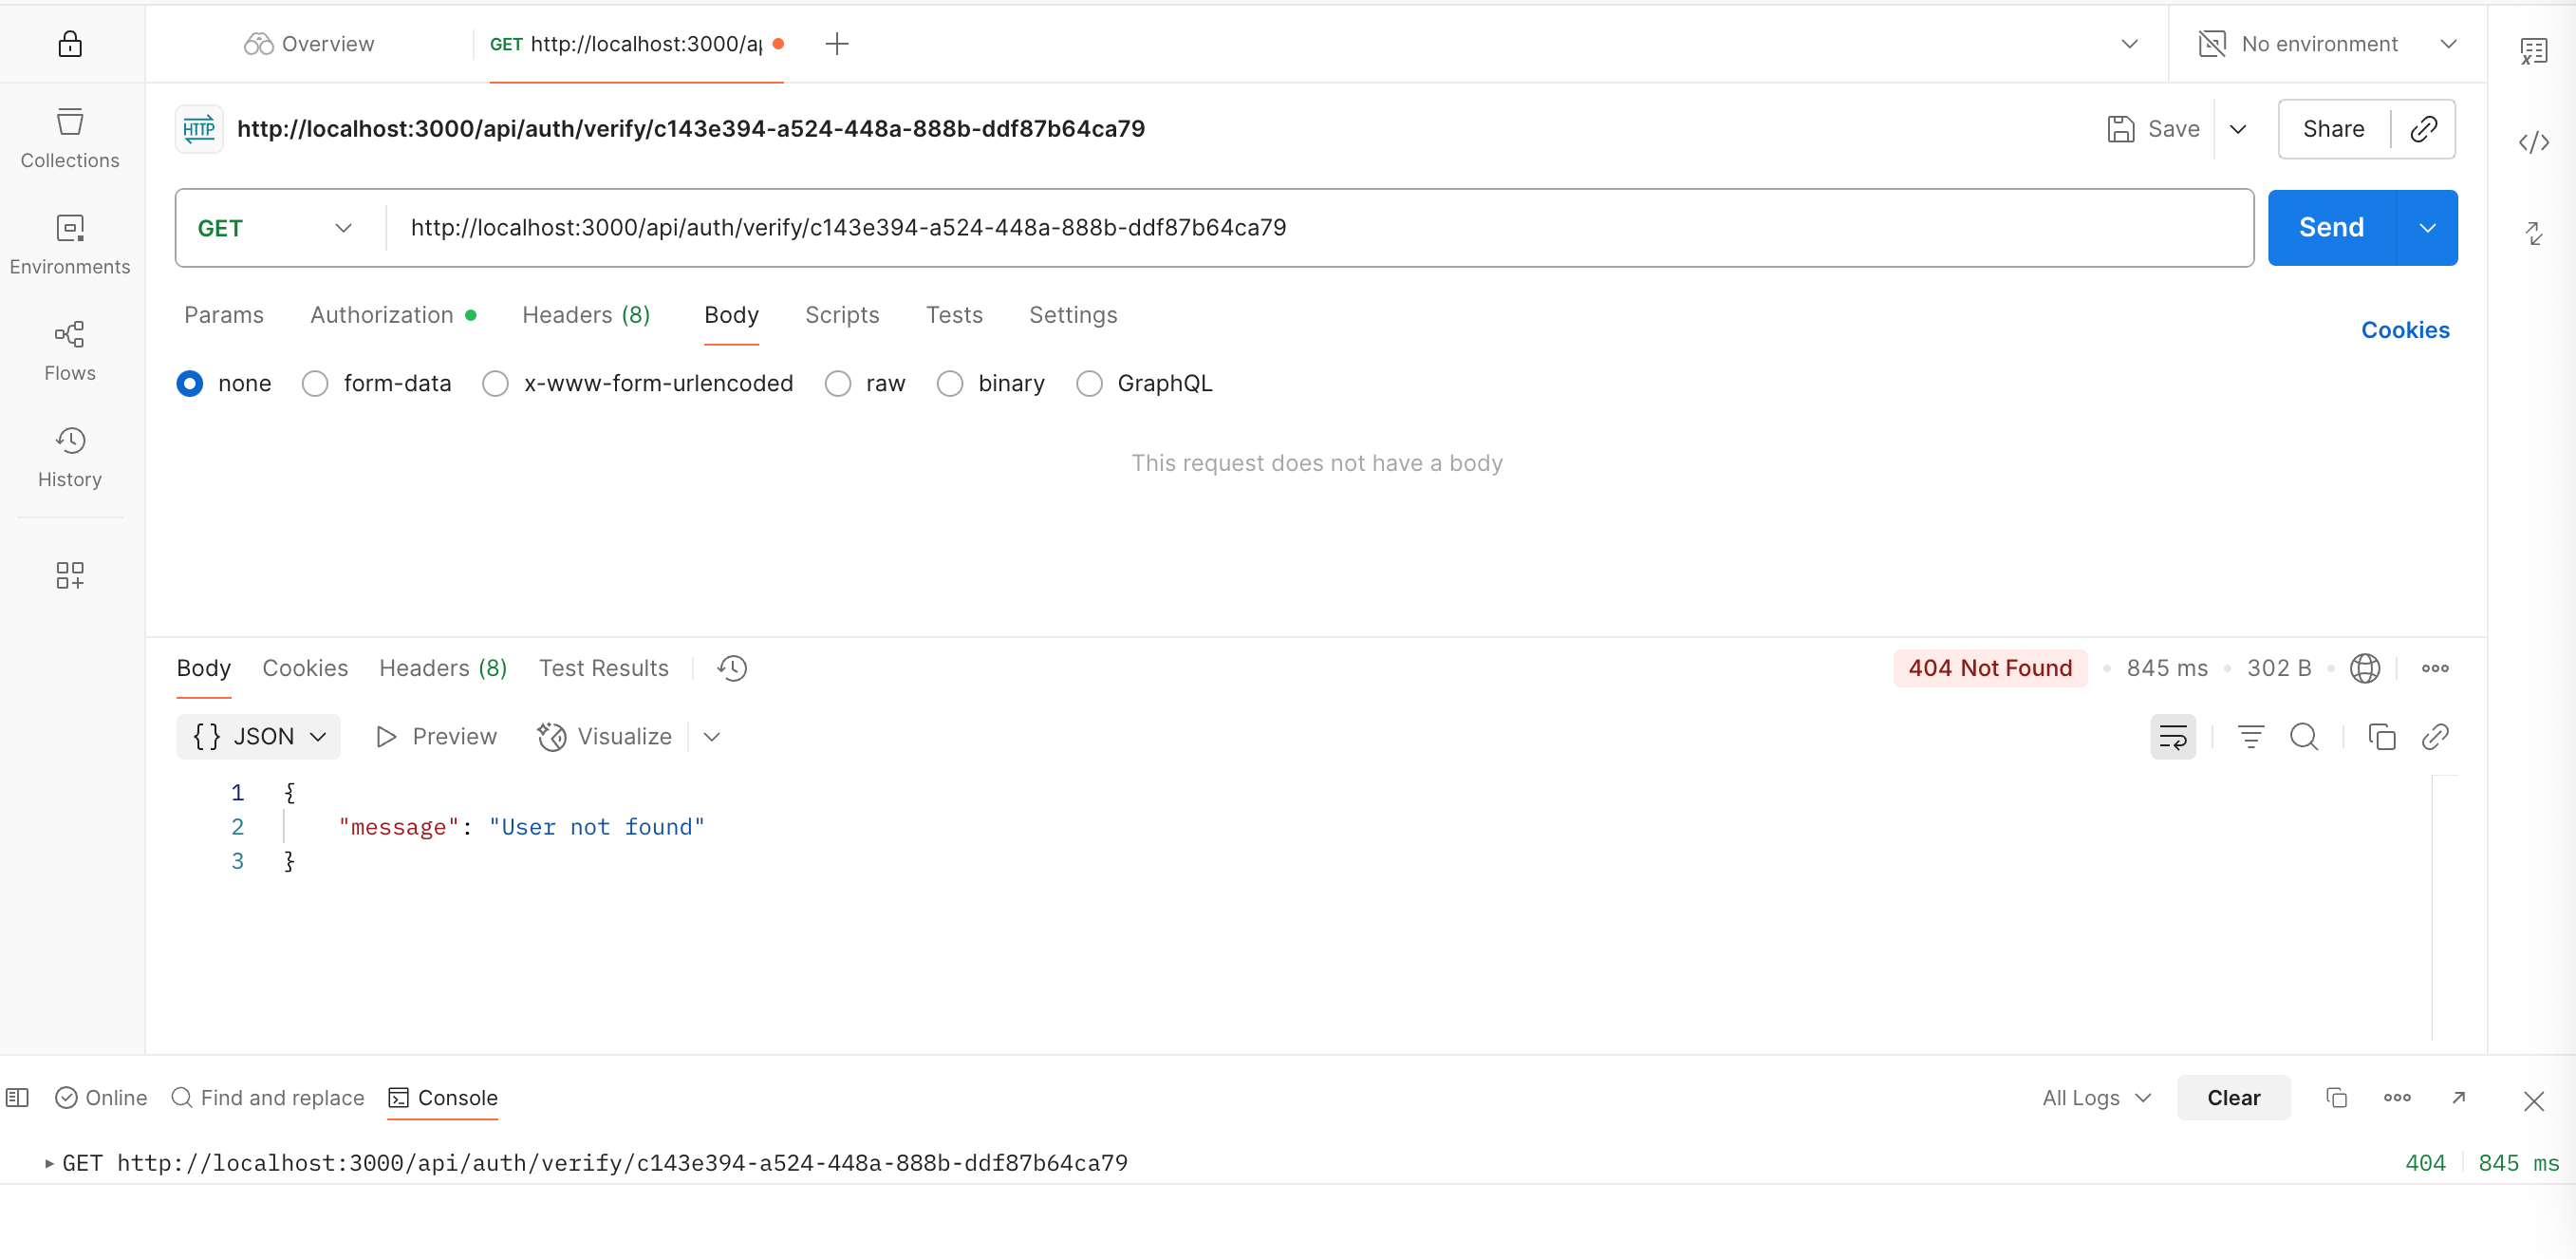 Overview
GET http://localhost:3000/ap
No environment
HTTP http://localhost:3000/api/auth/verify/c143e394-a524-448a-888b-ddf87b64ca79
Save
Share
Collections
Environments
Flows
History
GET http://localhost:3000/api/auth/verify/c143e394-a524-448a-888b-ddf87b64ca79
Send
Params Authorization Headers (8) Body Scripts Tests Settings
Cookies
none form-data x-www-form-urlencoded raw binary GraphQL
This request does not have a body
Body Cookies Headers (8) Test Results
404 Not Found • 845 ms • 302 B •
{ } JSON Preview Visualize
1 {
2 "message": "User not found"
3 }
Online Find and replace Console
All Logs Clear
GET http://localhost:3000/api/auth/verify/c143e394-a524-448a-888b-ddf87b64ca79
404 845 ms